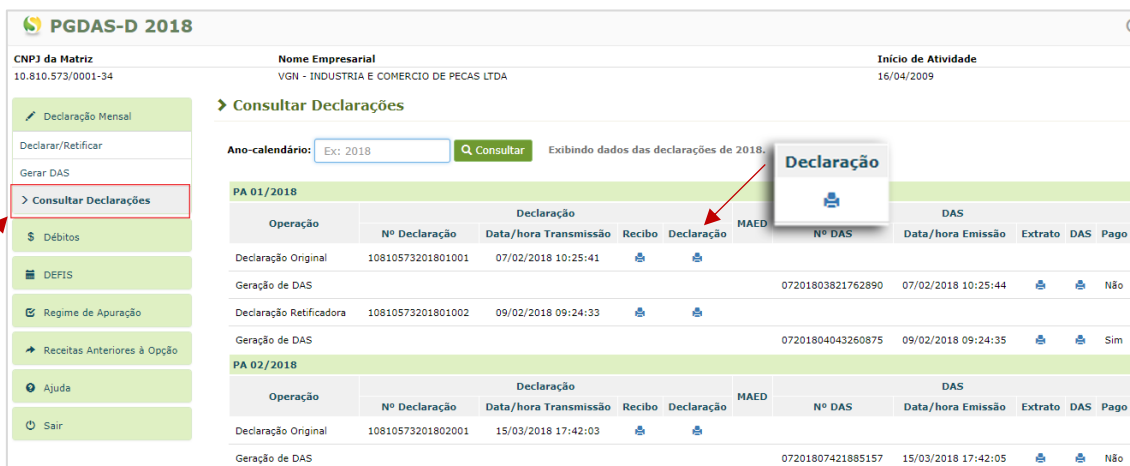 PGDAS-D 2018
CNPJ da Matriz Nome Empresarial Início de Atividade
10.810.573/0001-34 VGN - INDUSTRIA E COMERCIO DE PECAS LTDA 16/04/2009
Declaração Mensal
Declarar/Retificar
Gerar DAS
> Consultar Declarações
$ Débitos
DEFIS
Regime de Apuração
Receitas Anteriores à Opção
Ajuda
Sair
> Consultar Declarações
Ano-calendário: Ex: 2018 Consultar Exibindo dados das declarações de 2018.
Declaração
PA 01/2018
Operação Declaração MAED DAS
Nº Declaração Data/hora Transmissão Recibo Declaração Nº DAS Data/hora Emissão Extrato DAS Pago
Declaração Original 10810573201801001 07/02/2018 10:25:41
Geração de DAS 07201803821762890 07/02/2018 10:25:44 Não
Declaração Retificadora 10810573201801002 09/02/2018 09:24:33
Geração de DAS 07201804043260875 09/02/2018 09:24:35 Sim
PA 02/2018
Operação Declaração MAED DAS
Nº Declaração Data/hora Transmissão Recibo Declaração Nº DAS Data/hora Emissão Extrato DAS Pago
Declaração Original 10810573201802001 15/03/2018 17:42:03
Geração de DAS 07201807421885157 15/03/2018 17:42:05 Não